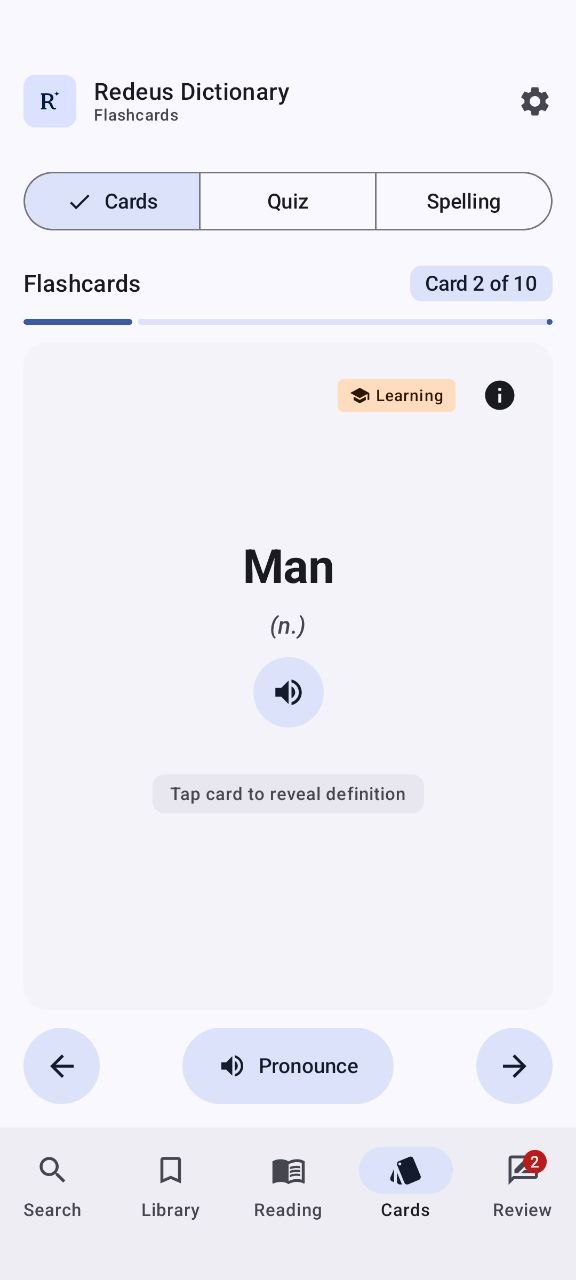 R
Redeus Dictionary
Flashcards
Cards
Quiz
Spelling
Flashcards
Card 2 of 10
Learning
Man
(n.)
Tap card to reveal definition
Pronounce
2
Search
Library
Reading
Cards
Review